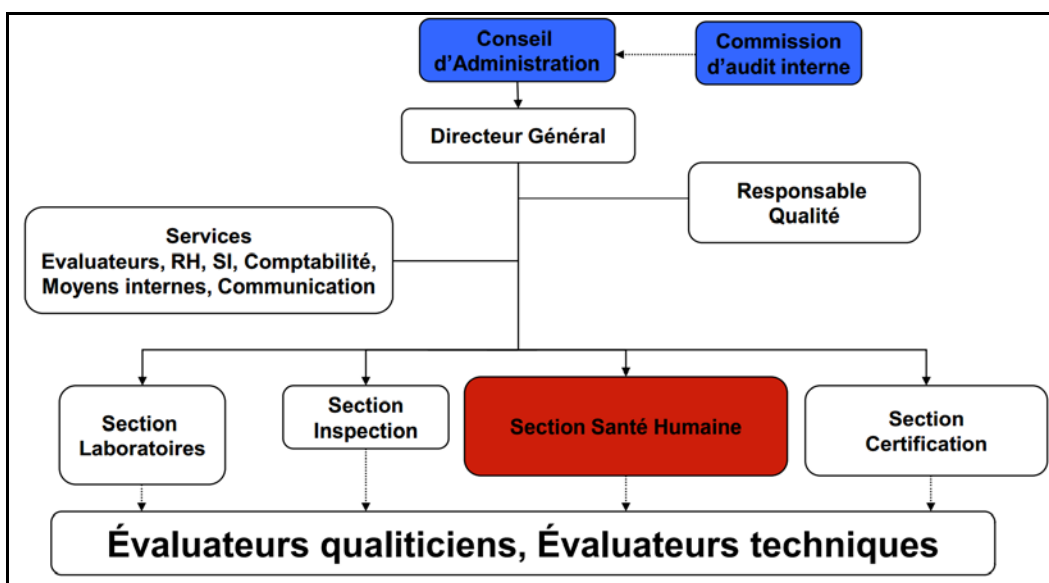 Conseil
d'Administration
Commission
d'audit interne
Directeur Général
Responsable
Qualité
Services
Evaluateurs, RH, SI, Comptabilité,
Moyens internes, Communication
Section
Laboratoires
Section
Inspection
Section Santé Humaine
Section
Certification
Évaluateurs qualiticiens, Évaluateurs techniques